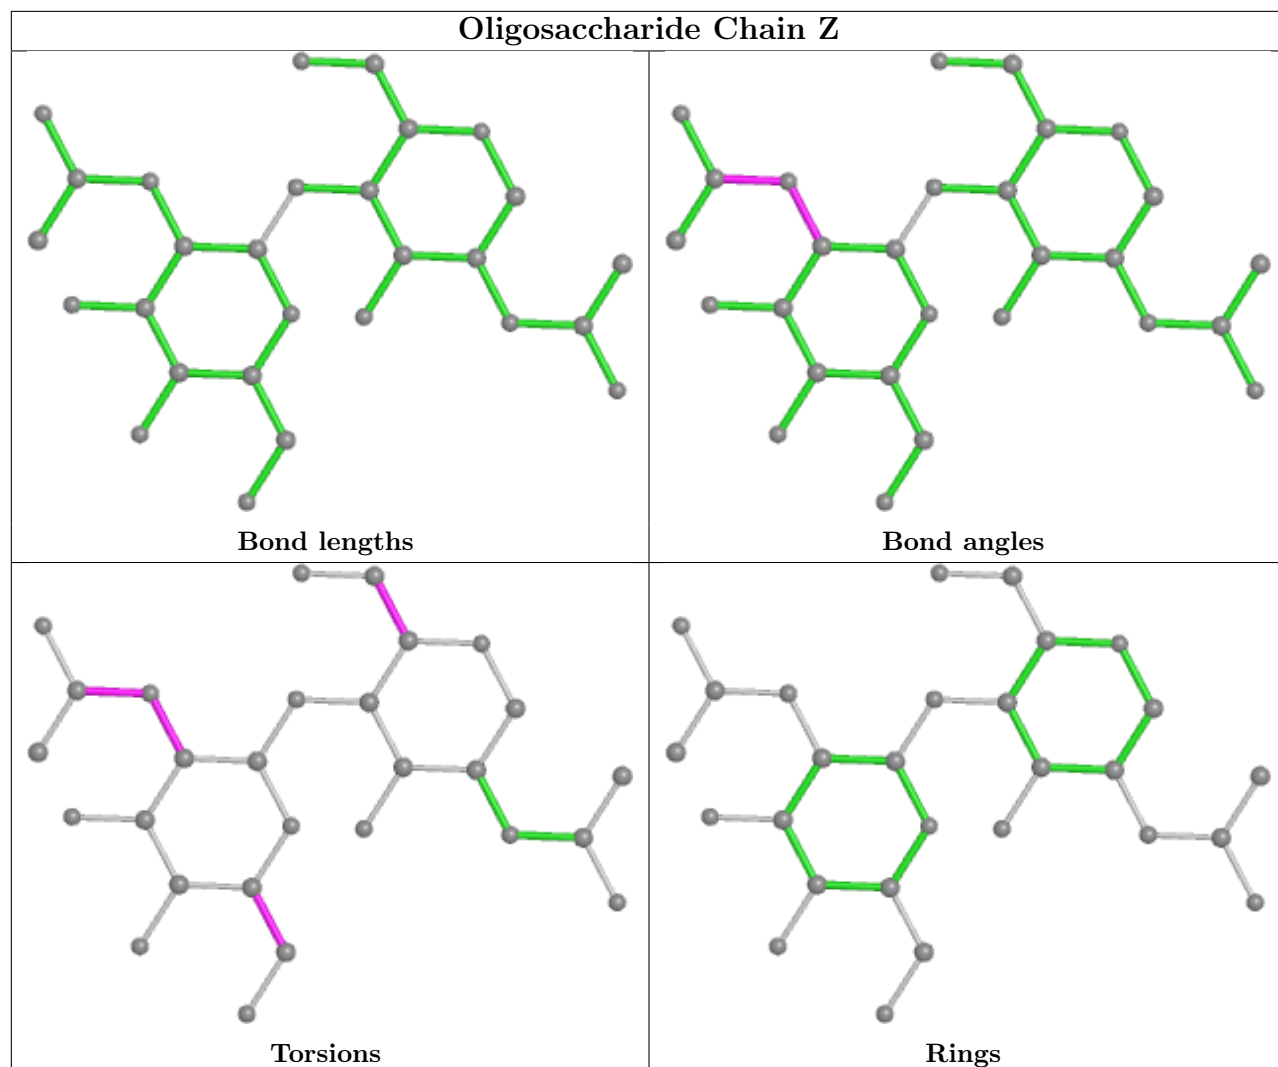 Oligosaccharide Chain Z
Bond lengths
Bond angles
Torsions
Rings